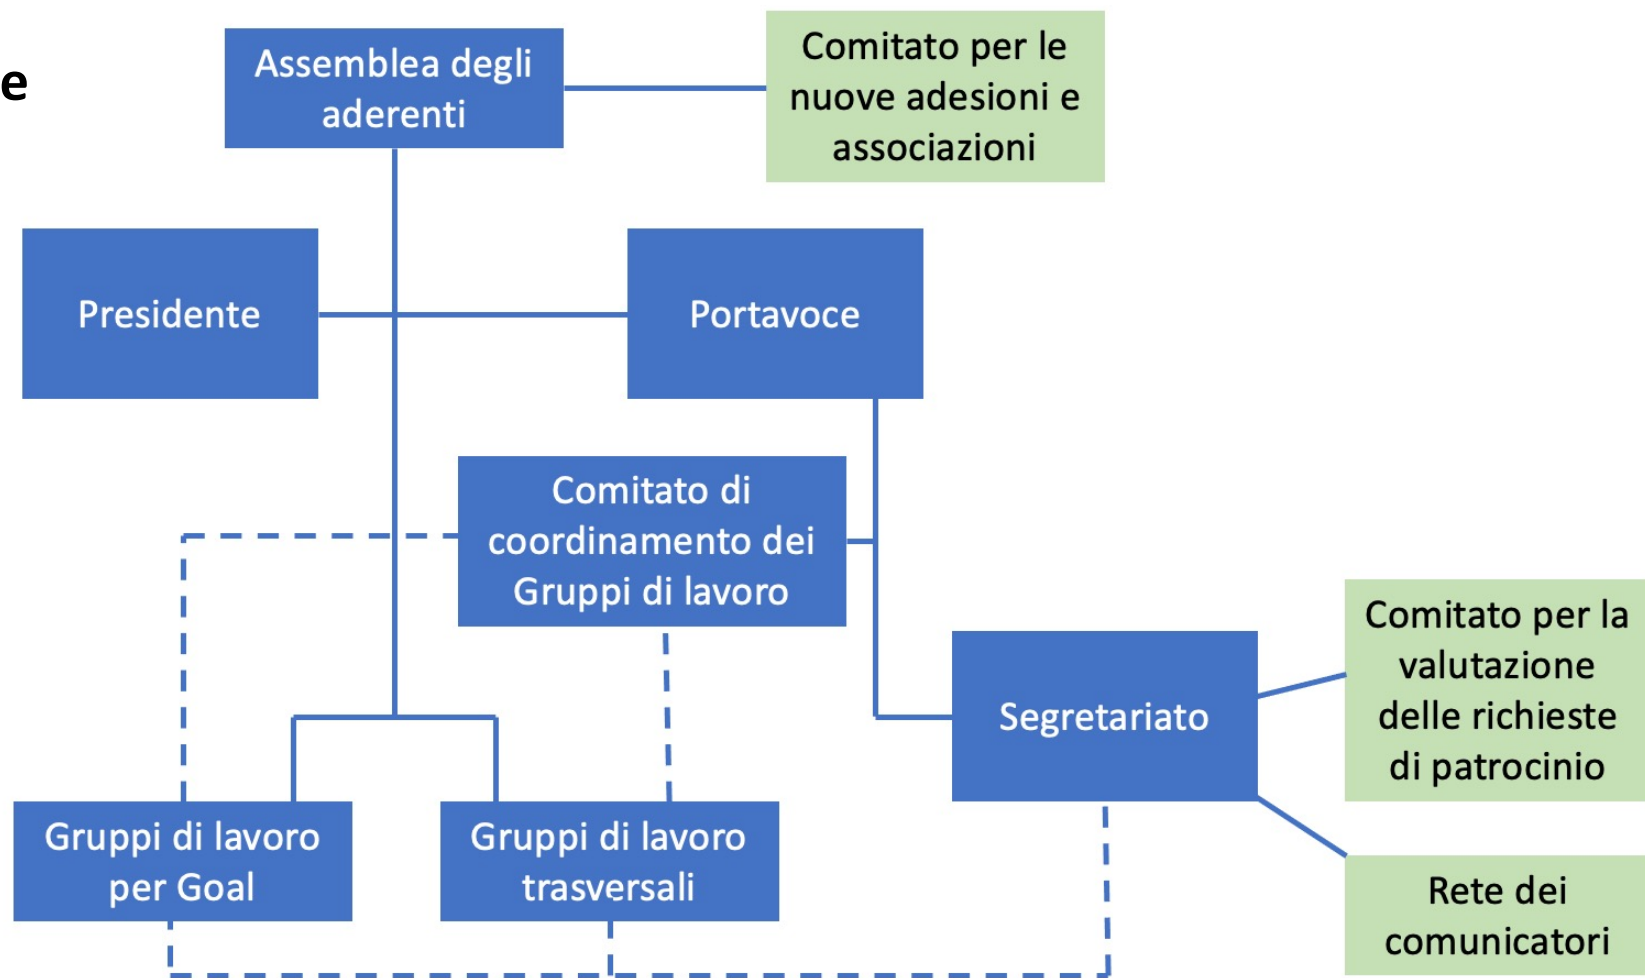 e
Assemblea degli
aderenti
Comitato per le
nuove adesioni e
associazioni
Presidente
Portavoce
Comitato di
coordinamento dei
Gruppi di lavoro
Segretariato
Comitato per la
valutazione
delle richieste
di patrocinio
Gruppi di lavoro
per Goal
Gruppi di lavoro
trasversali
Rete dei
comunicatori